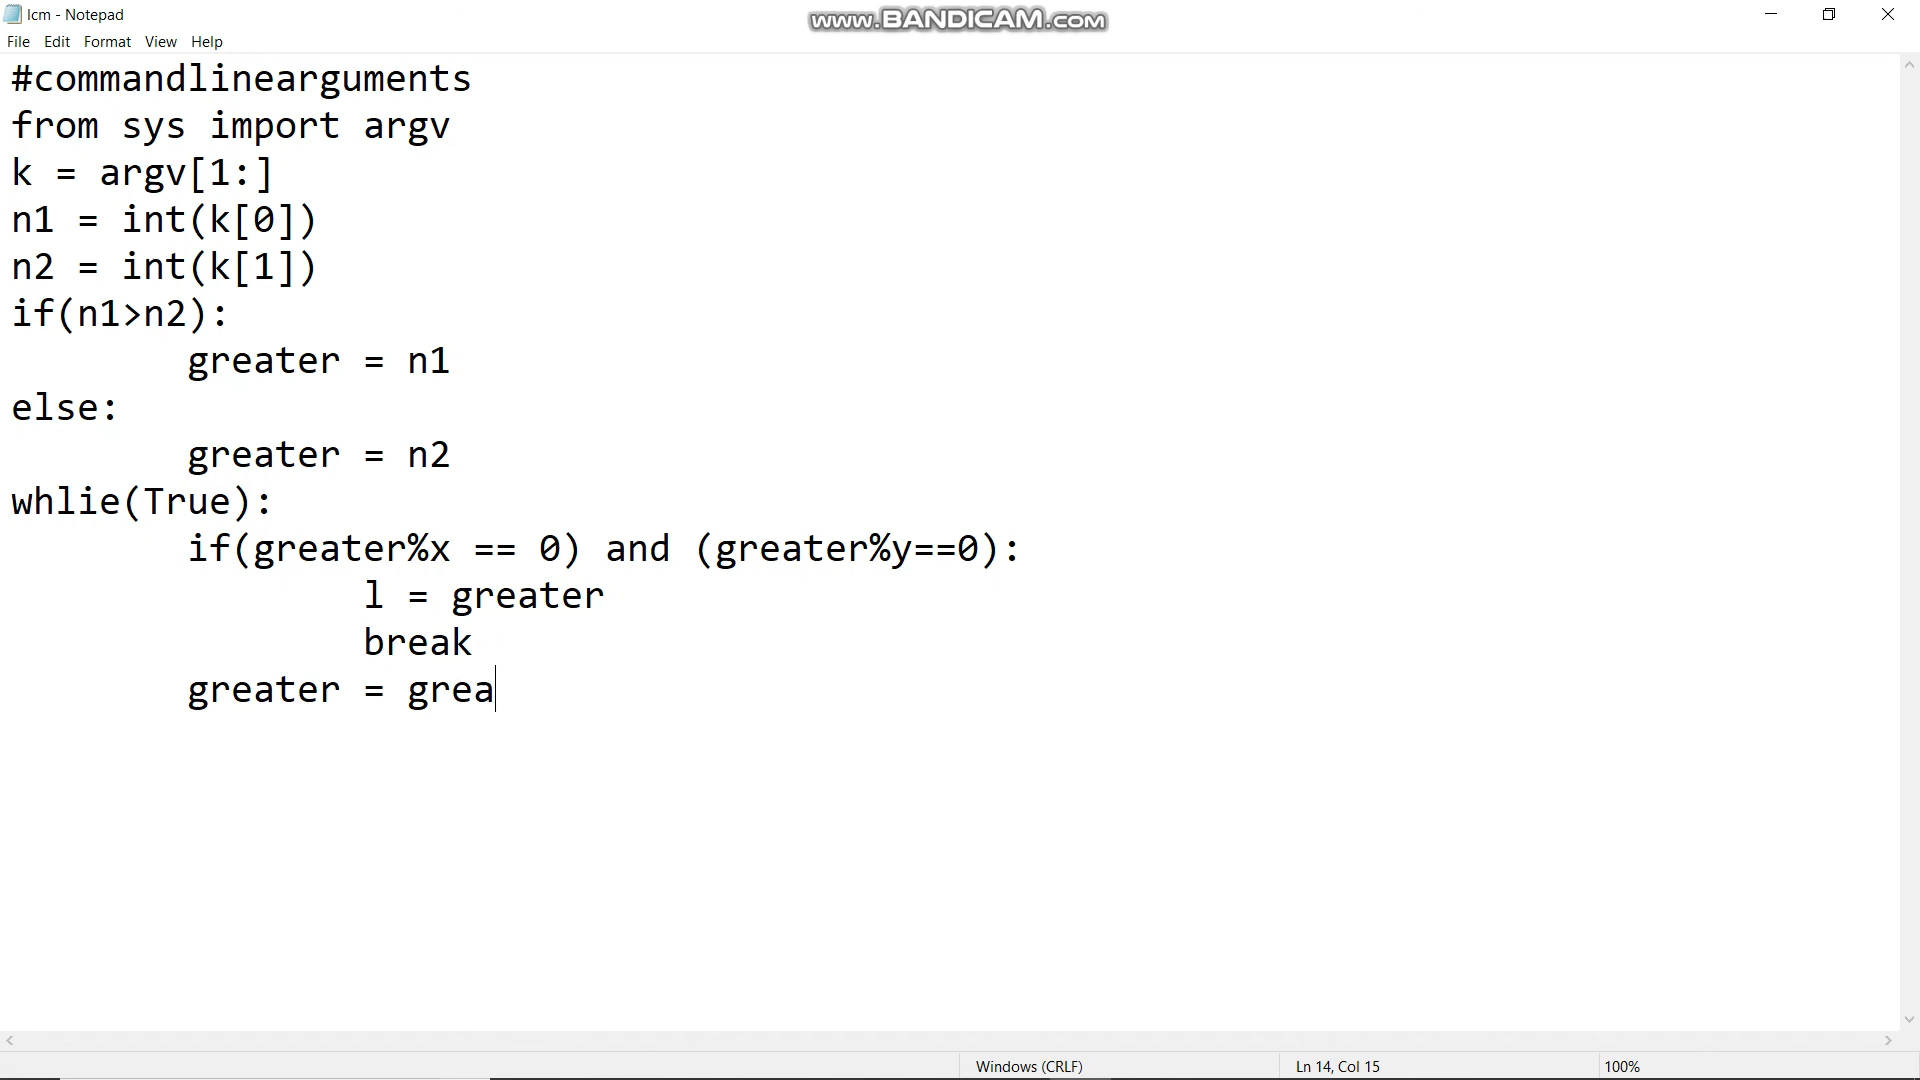 lcm - Notepad
www.BANDICAM.com
File Edit Format View Help
#commandlinearguments
from sys import argv
k = argv[1:]
n1 = int(k[0])
n2 = int(k[1])
if(n1>n2):
        greater = n1
else:
        greater = n2
whlie(True):
        if(greater%x == 0) and (greater%y==0):
                l = greater
                break
        greater = grea
Windows (CRLF) Ln 14, Col 15 100%